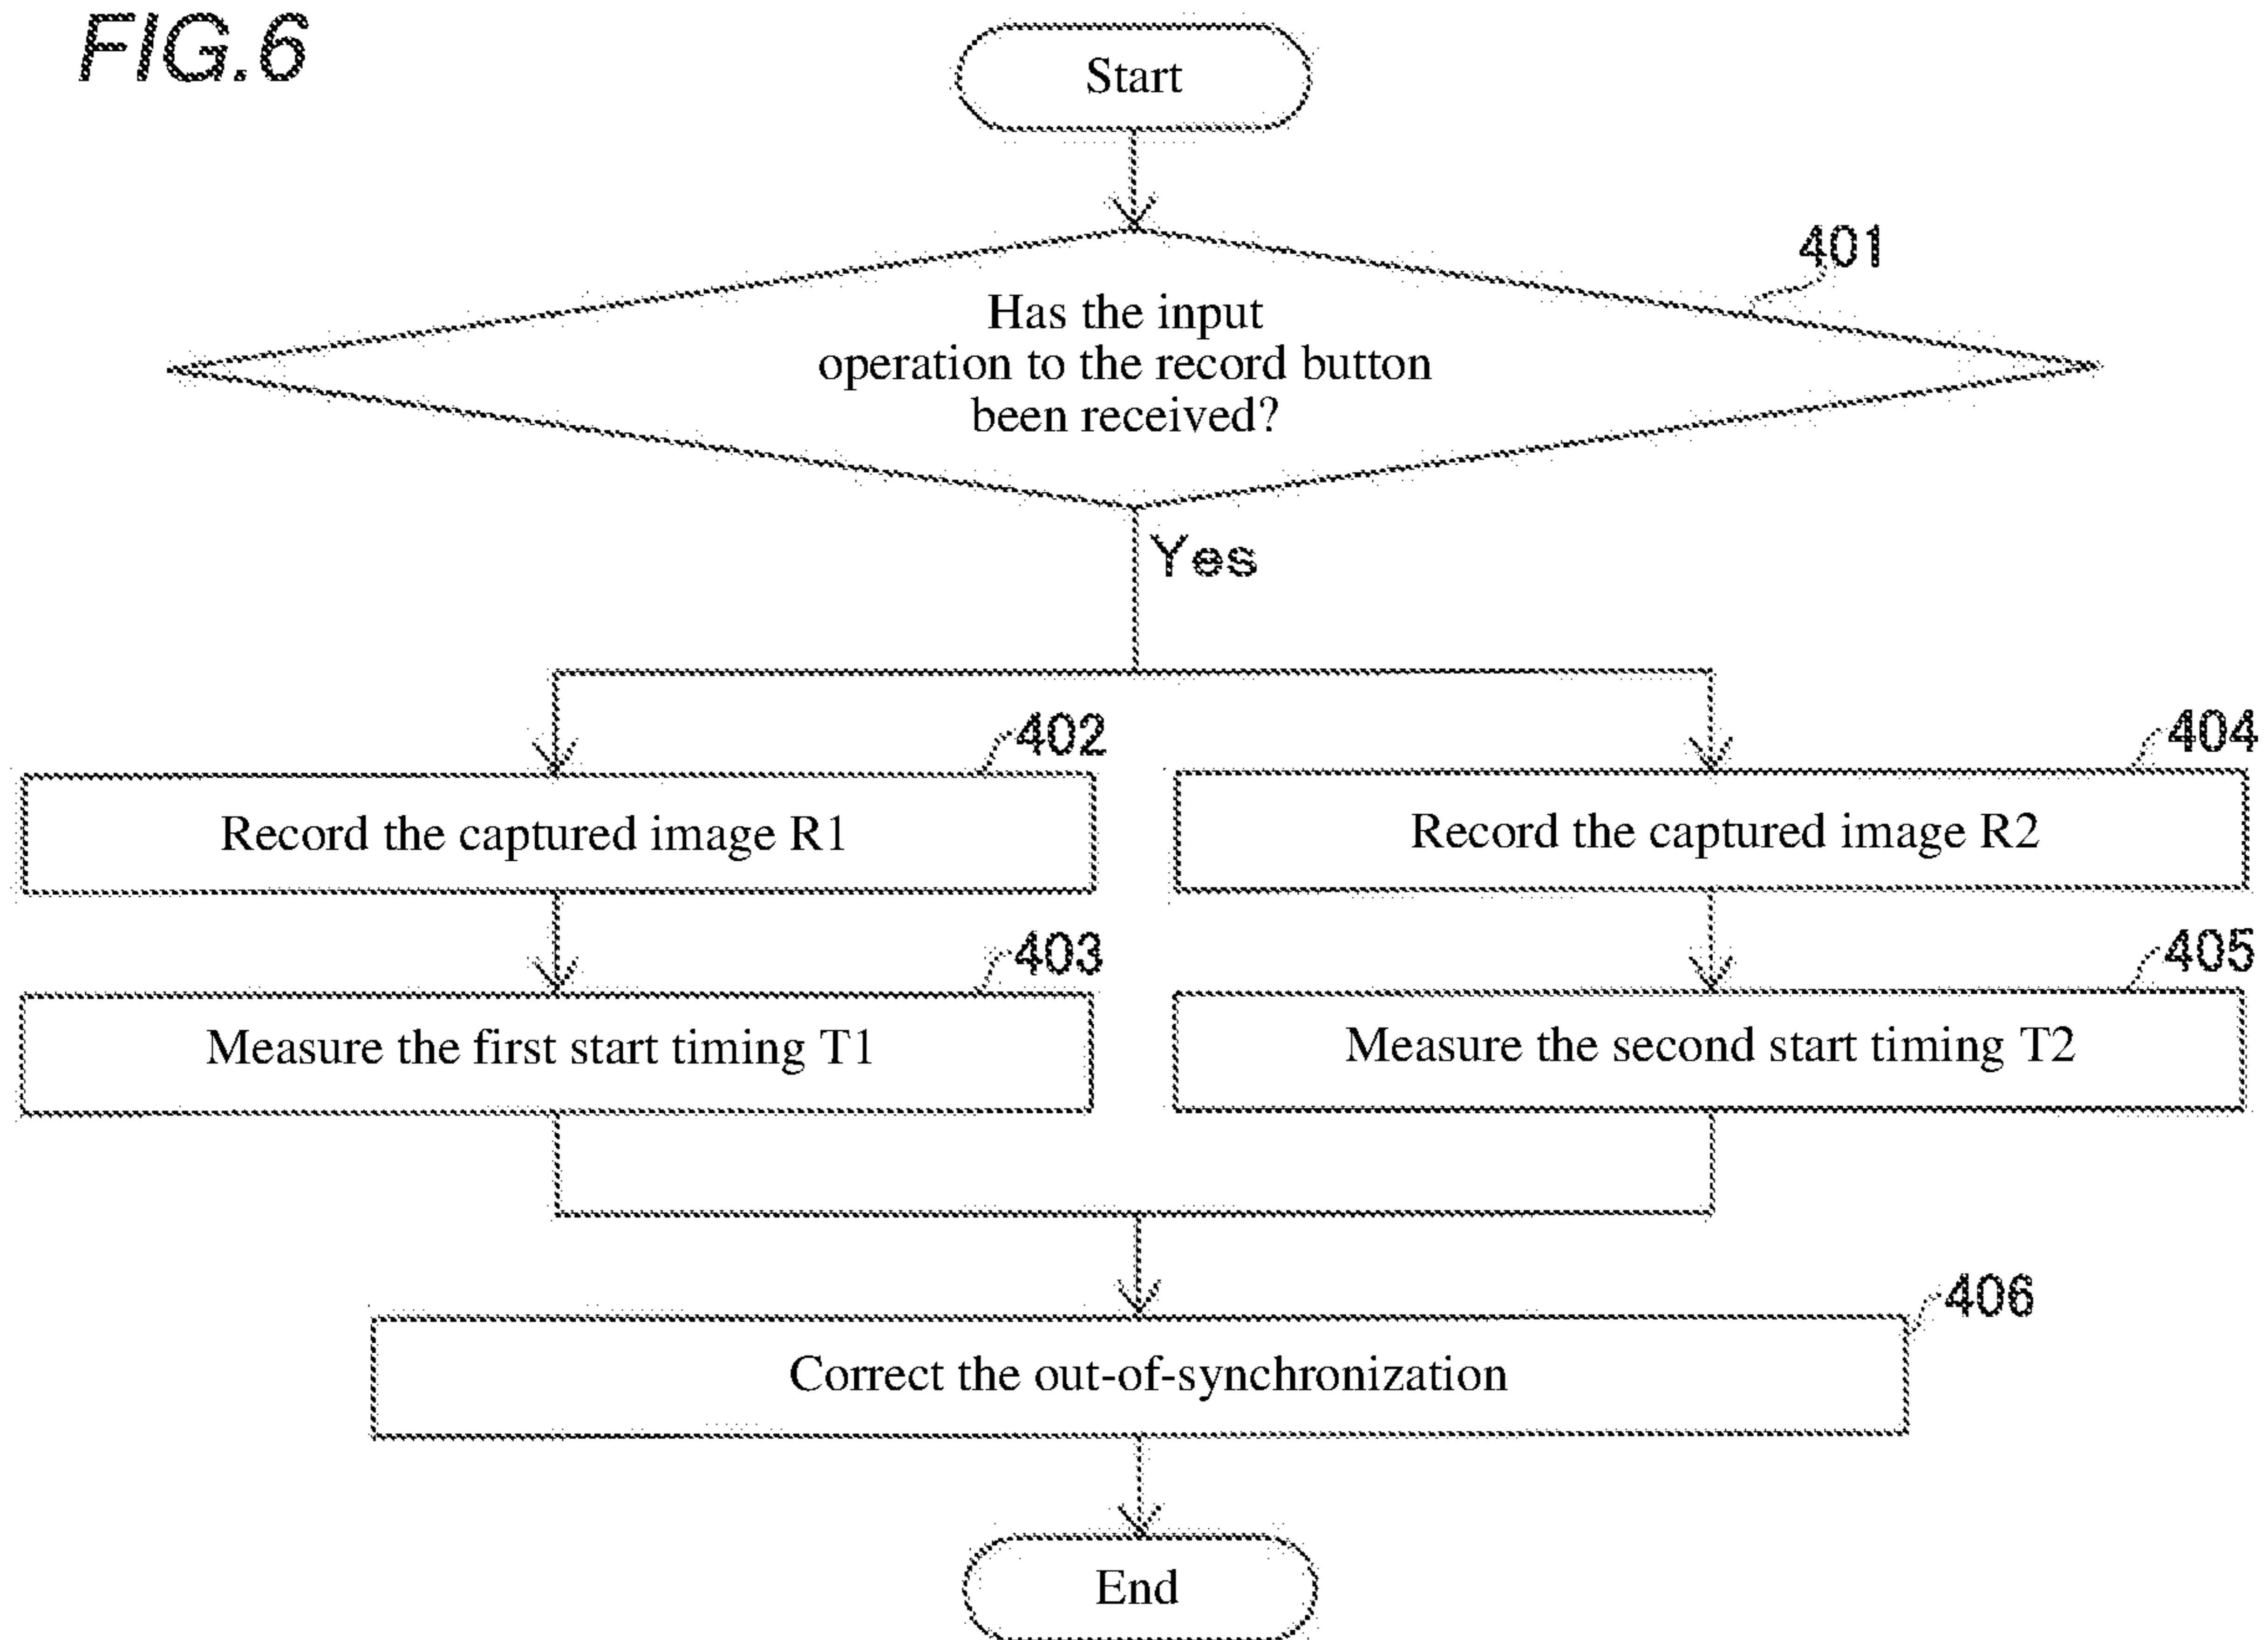 FIG.6
Start
401
Has the input
operation to the record button
been received?
Yes
402
404
Record the captured image R1
Record the captured image R2
403
405
Measure the first start timing T1
Measure the second start timing T2
406
Correct the out-of-synchronization
End